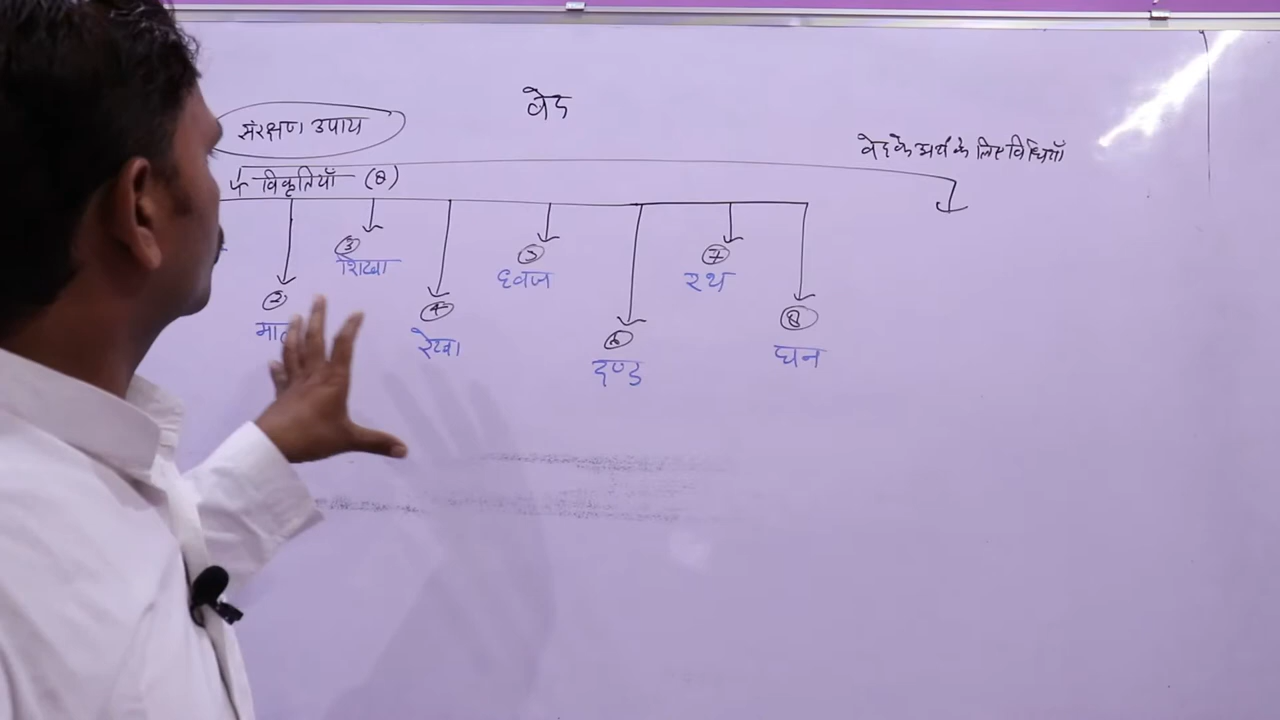 वेद
संरक्षण उपाय
वेद के अर्थ के लिए विधियाँ
विकृतियाँ (8)
② ③ शिखा
④ रेखा
⑤ ध्वज
⑥ दण्ड
⑦ रथ
⑧ घन